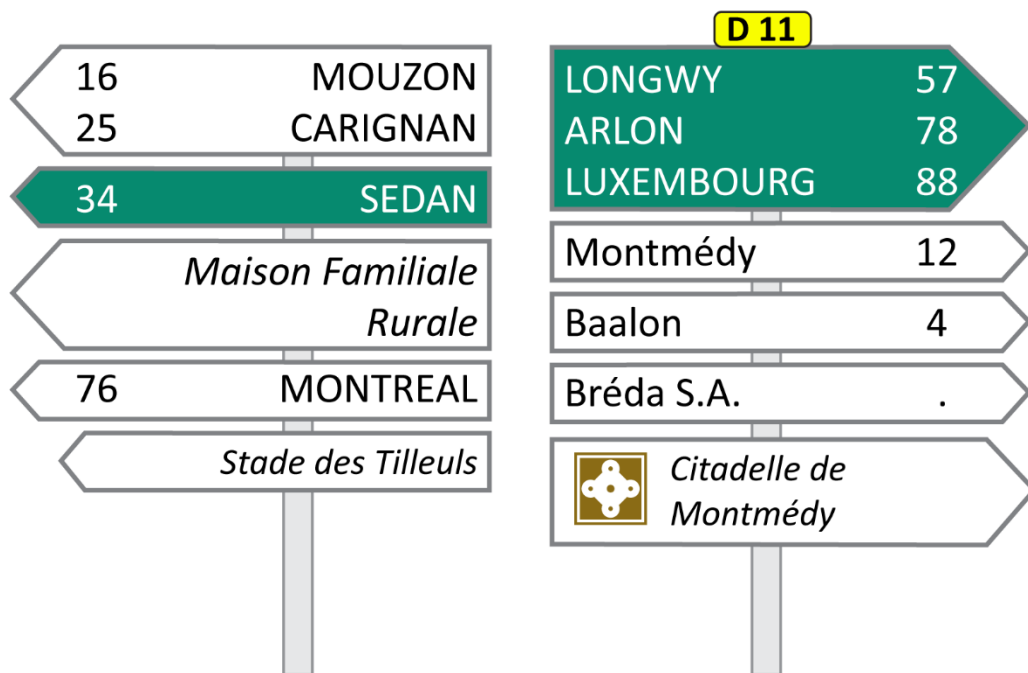 16 MOUZON
25 CARIGNAN
34 SEDAN
Maison Familiale
Rurale
76 MONTREAL
Stade des Tilleuls
D 11
LONGWY 57
ARLON 78
LUXEMBOURG 88
Montmédy 12
Baalon 4
Bréda S.A. .
Citadelle de
Montmédy